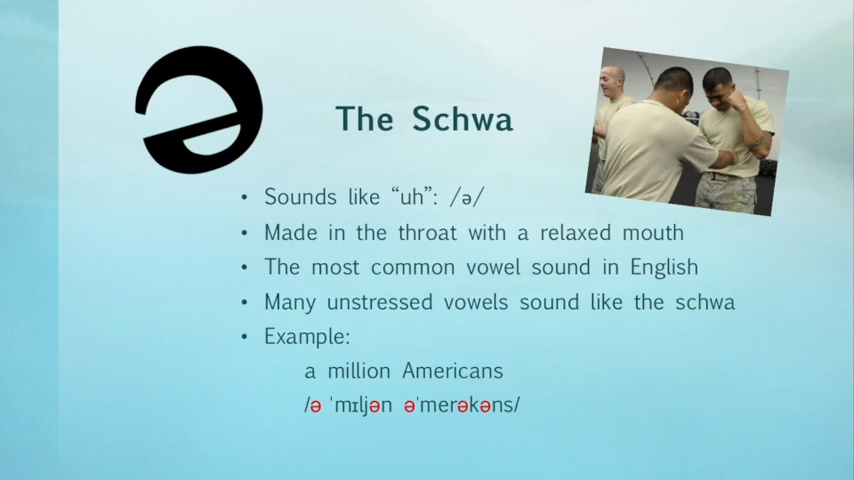 ə
The Schwa
• Sounds like “uh”: /ə/
• Made in the throat with a relaxed mouth
• The most common vowel sound in English
• Many unstressed vowels sound like the schwa
• Example:
a million Americans
/ə ˈmɪljən əˈmerəkəns/